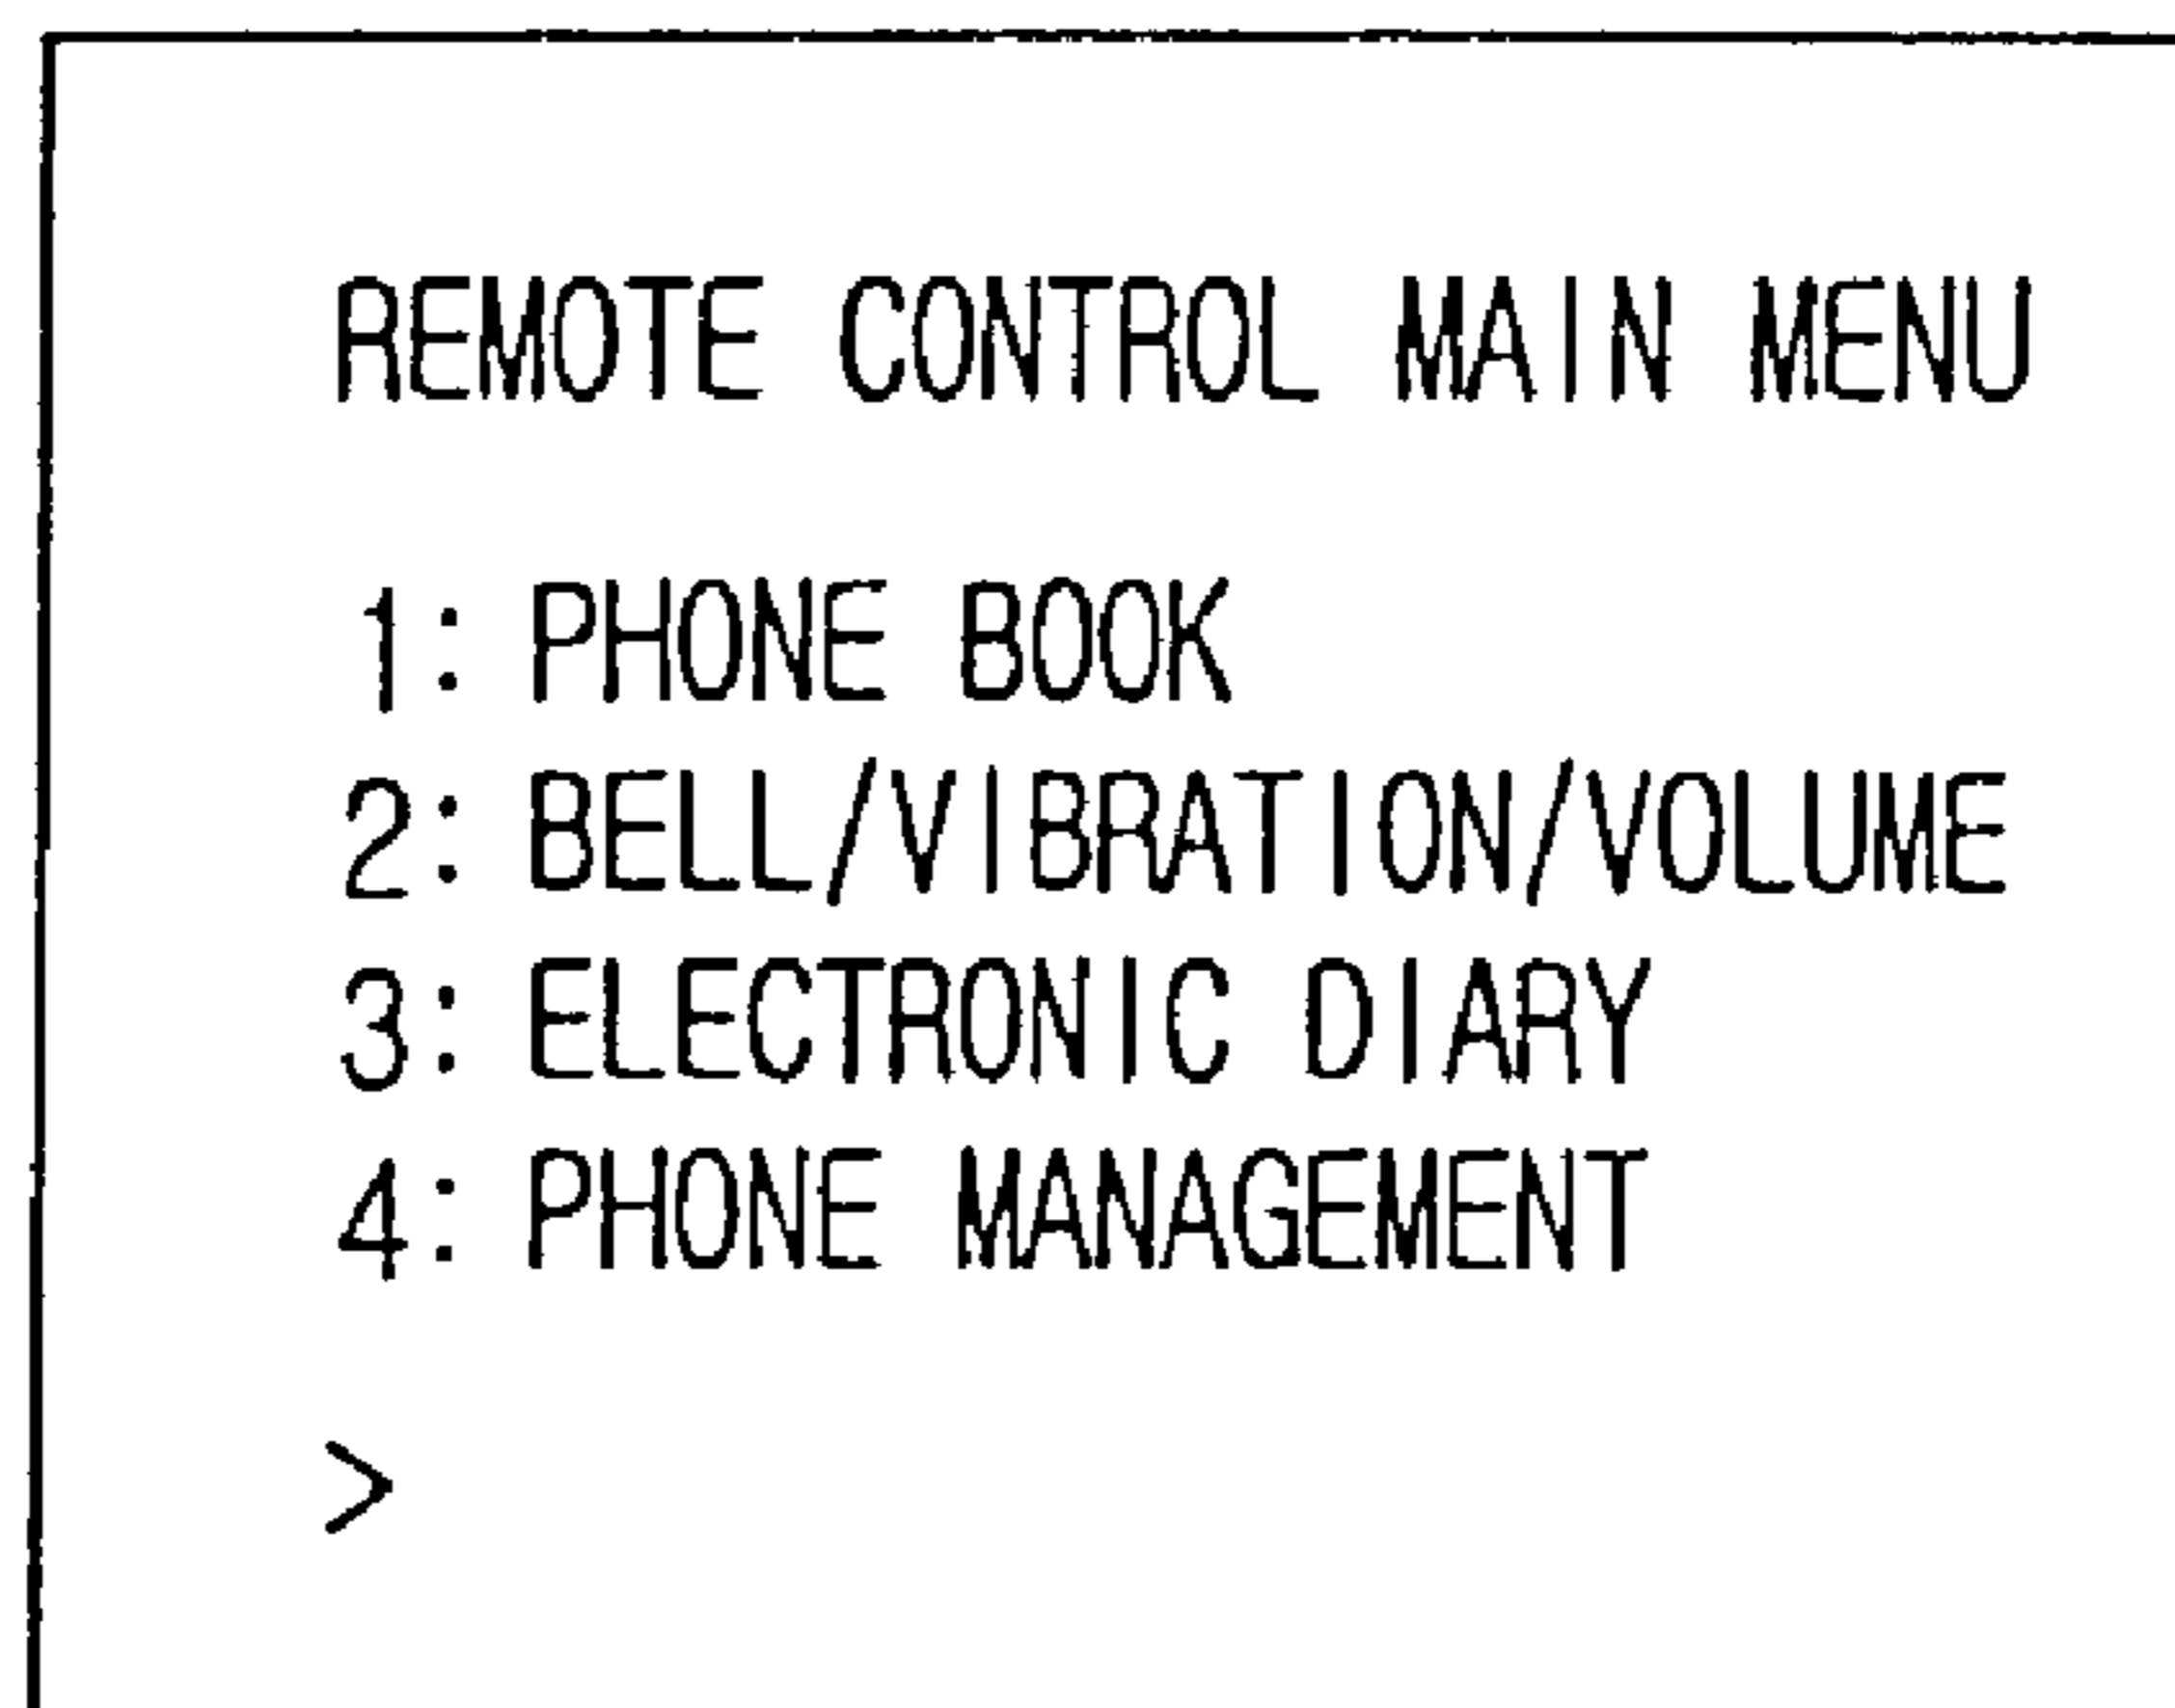 REMOTE CONTROL MAIN MENU
1: PHONE BOOK
2: BELL/VIBRATION/VOLUME
3: ELECTRONIC DIARY
4: PHONE MANAGEMENT
>